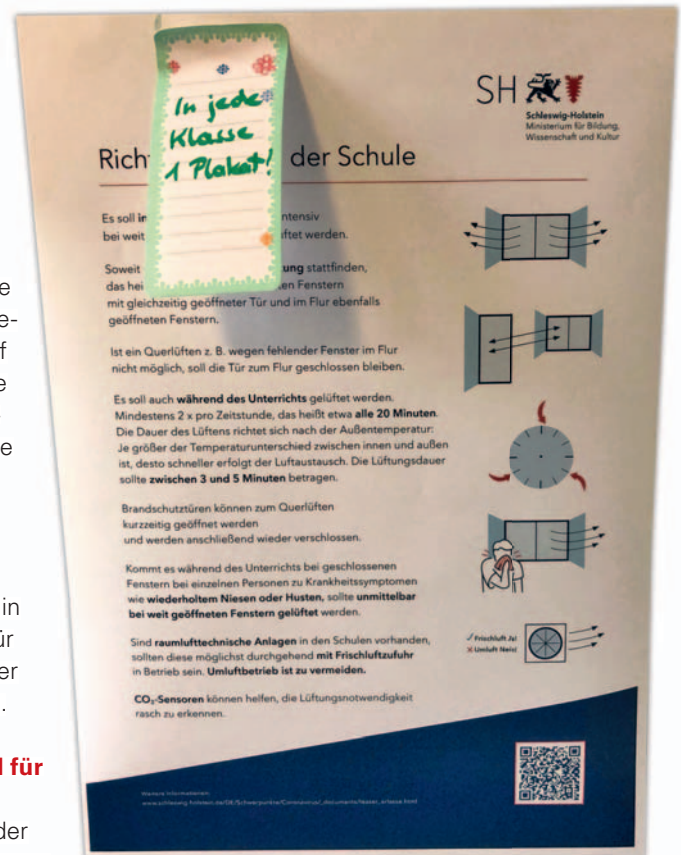 SH
Schleswig-Holstein
Ministerium für Bildung,
Wissenschaft und Kultur
In jede
Klasse
1 Plakat!
der Schule
Es soll
bei weit werden.
Soweit stattfinden,
das Fenstern
mit gleichzeitig geöffneter Tür und im Flur ebenfalls
geöffneten Fenstern.
Ist ein Querlüften z. B. wegen fehlender Fenster im Flur
nicht möglich, soll die Tür zum Flur geschlossen bleiben.
Es soll auch während des Unterrichts gelüftet werden.
Mindestens 2 x pro Zeitstunde, das heißt etwa alle 20 Minuten.
Die Dauer des Lüftens richtet sich nach der Außentemperatur:
Je größer der Temperaturunterschied zwischen innen und außen
ist, desto schneller erfolgt der Luftaustausch. Die Lüftungsdauer
sollte zwischen 3 und 5 Minuten betragen.
Brandschutztüren können zum Querlüften
kurzzeitig geöffnet werden
und werden anschließend wieder verschlossen.
Kommt es während des Unterrichts bei geschlossenen
Fenstern bei einzelnen Personen zu Krankheitssymptomen
wie wiederholtem Niesen oder Husten, sollte unmittelbar
bei weit geöffneten Fenstern gelüftet werden.
Sind raumlufttechnische Anlagen in den Schulen vorhanden,
sollten diese möglichst durchgehend mit Frischluftzufuhr
in Betrieb sein. Umluftbetrieb ist zu vermeiden.
✓ Frischluft Ja!
✗ Umluft Nein!
CO₂-Sensoren können helfen, die Lüftungsnotwendigkeit
rasch zu erkennen.
Weitere Informationen:
in
für
der